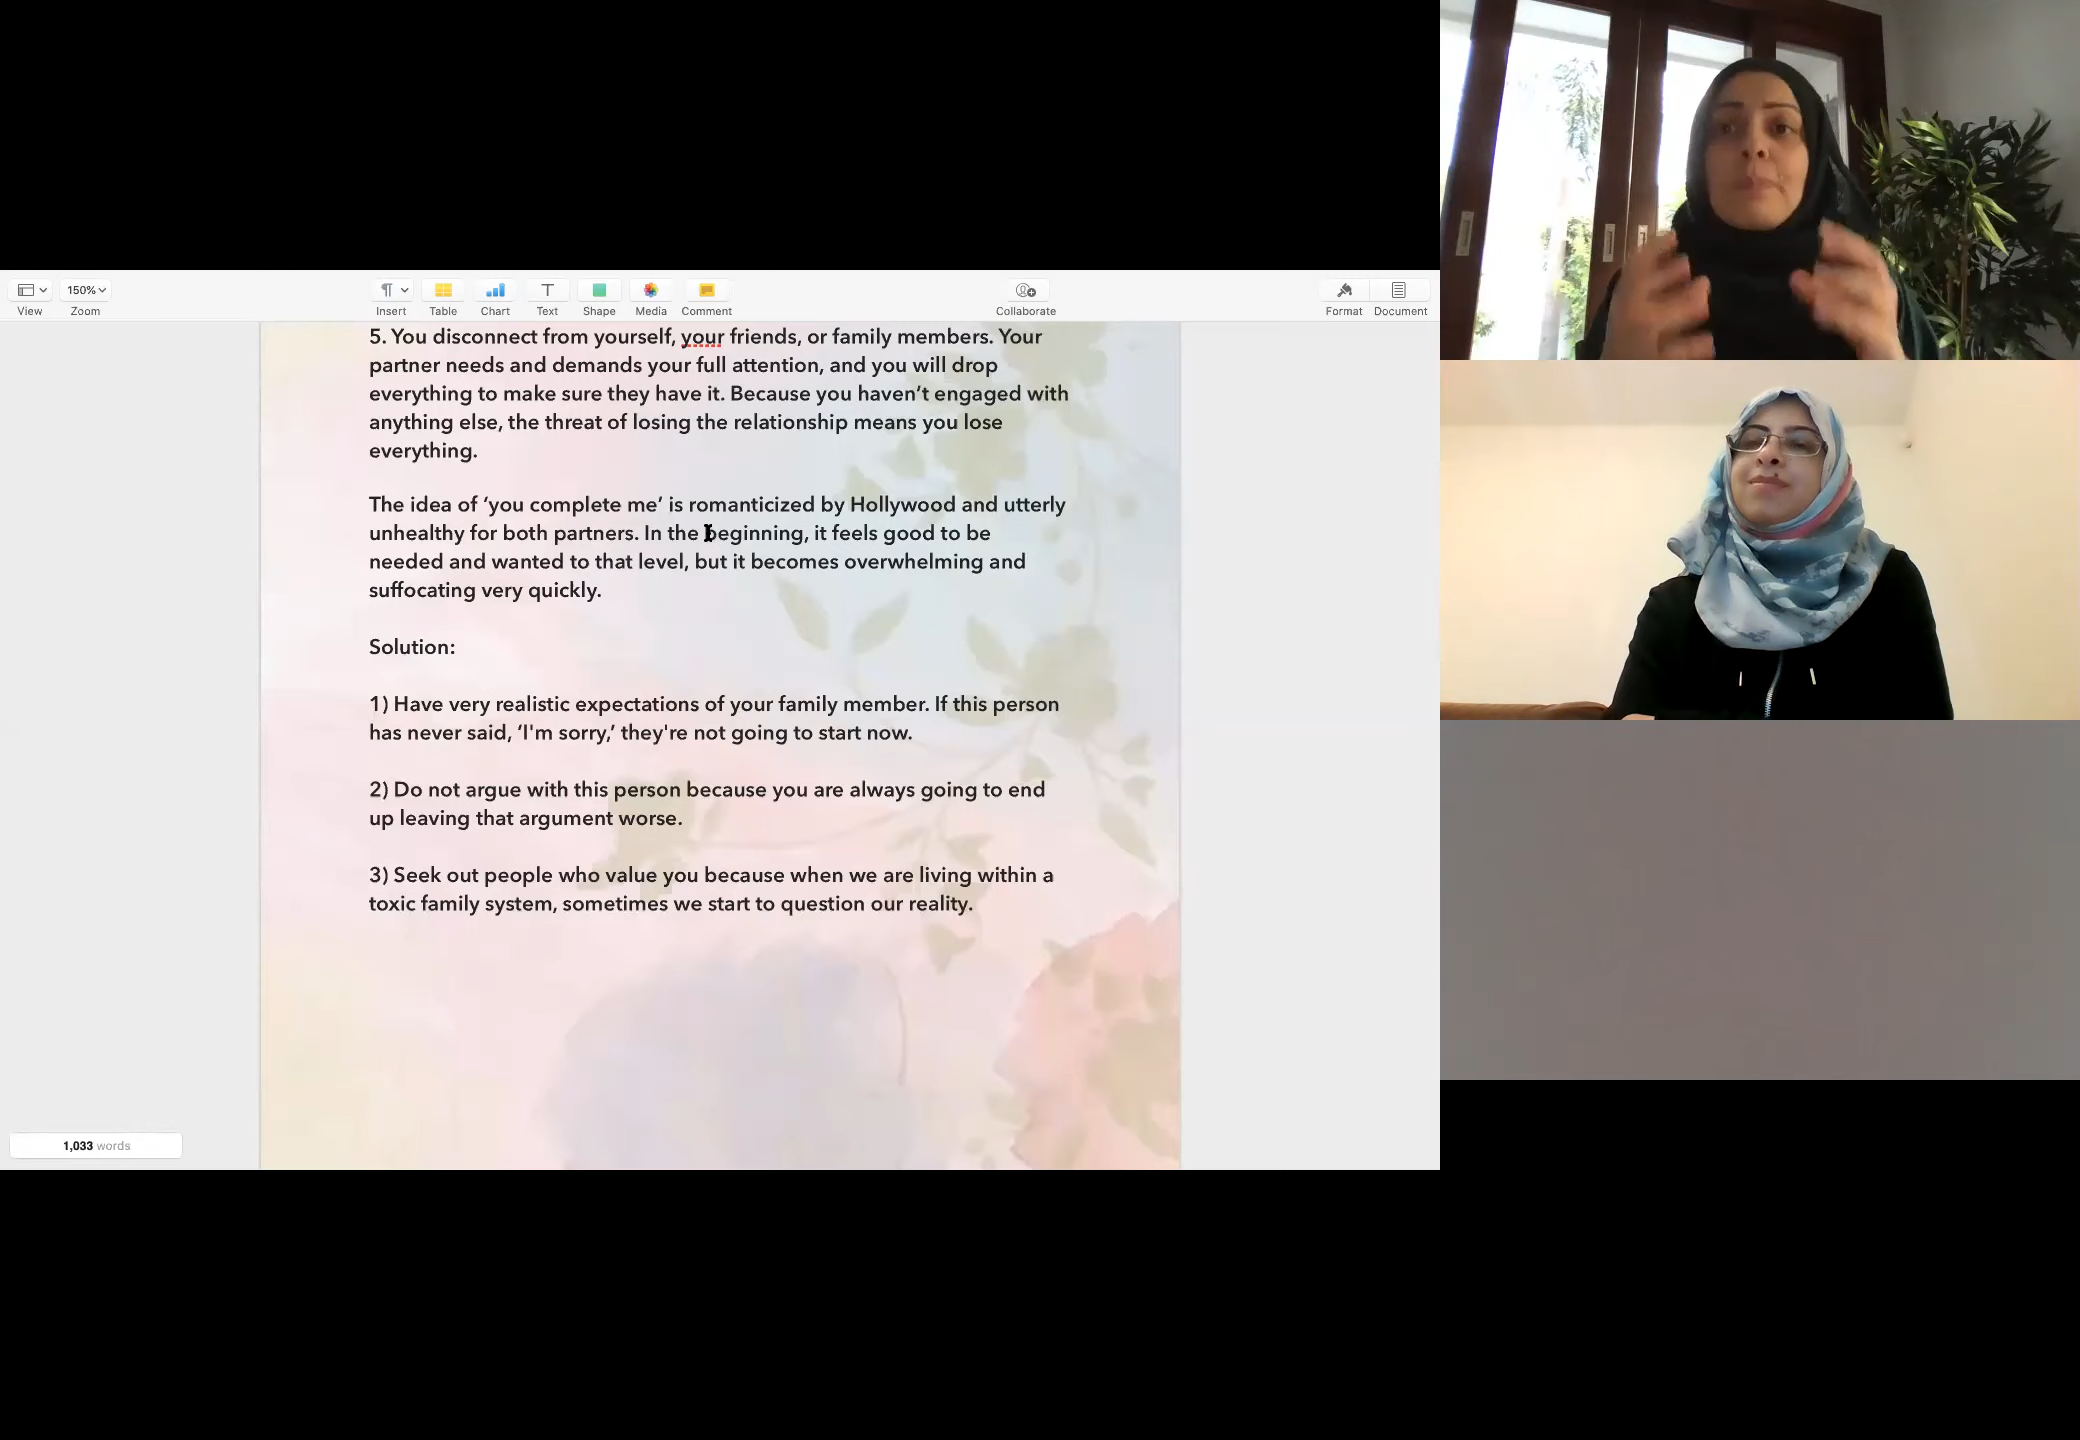 150%
View
Zoom
Insert
Table
Chart
Text
Shape
Media
Comment
Collaborate
Format
Document
5. You disconnect from yourself, your friends, or family members. Your
partner needs and demands your full attention, and you will drop
everything to make sure they have it. Because you haven’t engaged with
anything else, the threat of losing the relationship means you lose
everything.
The idea of ‘you complete me’ is romanticized by Hollywood and utterly
unhealthy for both partners. In the beginning, it feels good to be
needed and wanted to that level, but it becomes overwhelming and
suffocating very quickly.
Solution:
1) Have very realistic expectations of your family member. If this person
has never said, ‘I'm sorry,’ they're not going to start now.
2) Do not argue with this person because you are always going to end
up leaving that argument worse.
3) Seek out people who value you because when we are living within a
toxic family system, sometimes we start to question our reality.
1,033 words